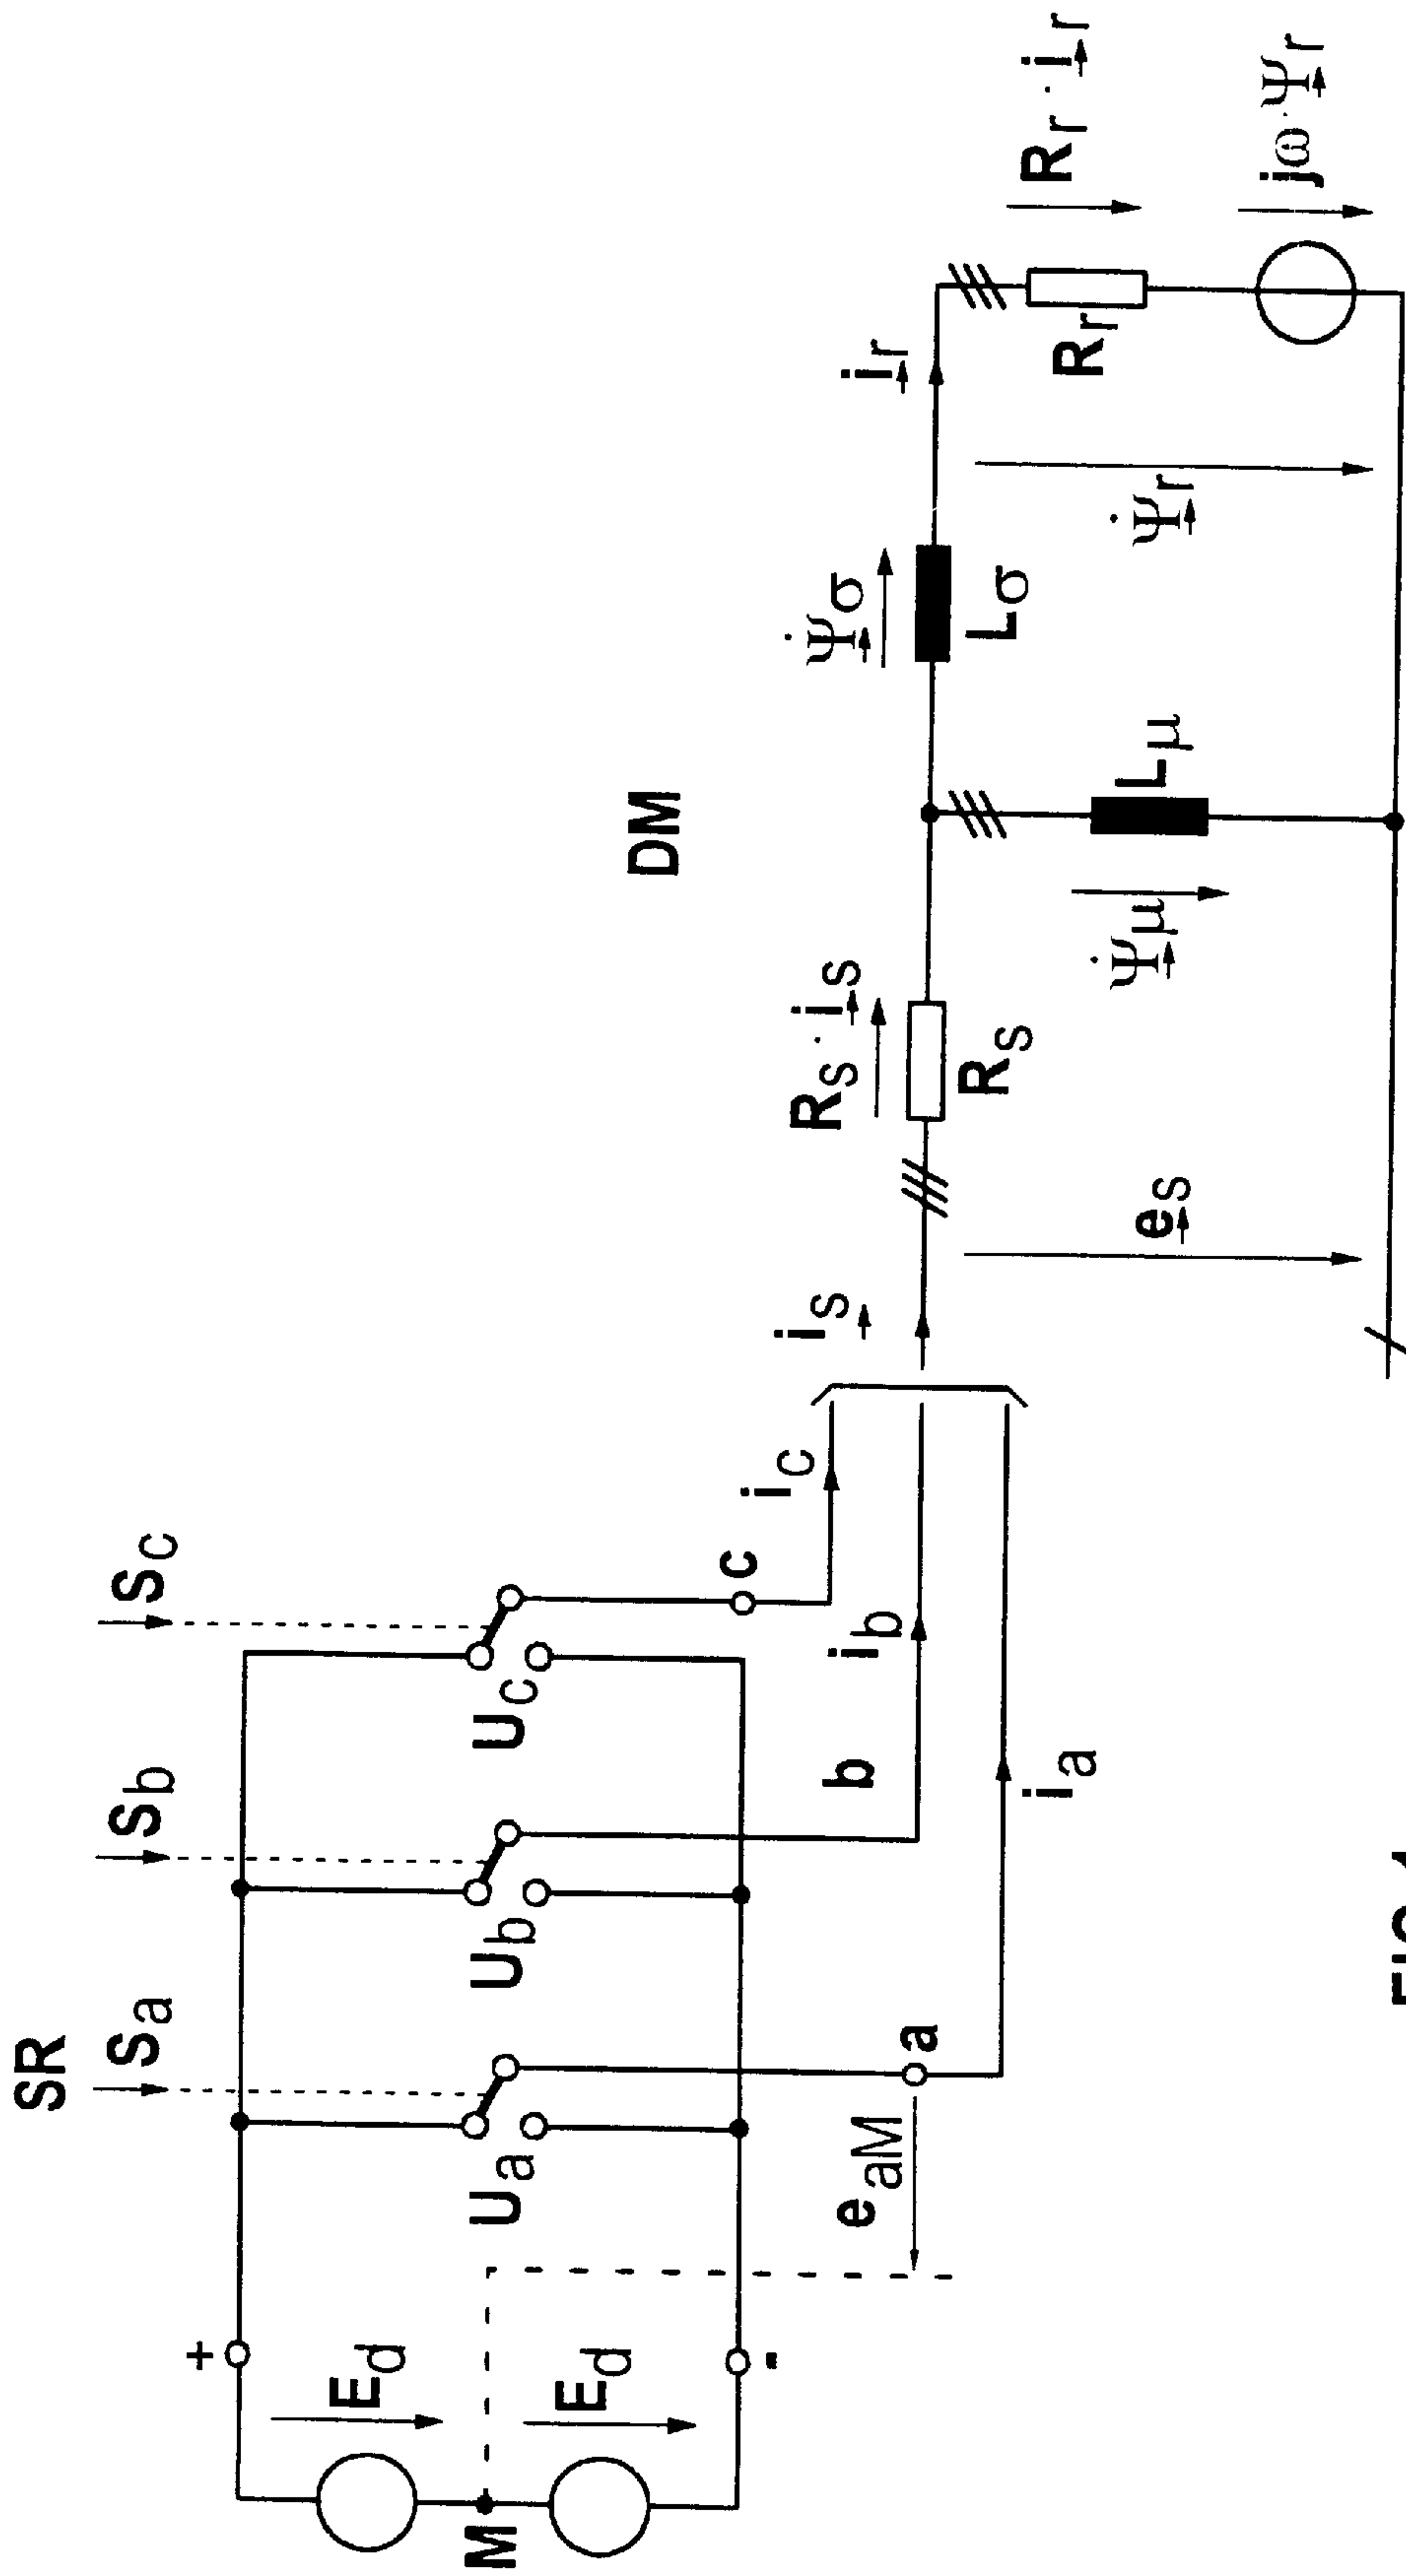 SR
S_a
S_b
S_c
+
E_d
M
E_d
-
U_a
U_b
U_c
e_aM
a
b
c
i_a
i_b
i_c
DM
i_s
R_s · i_s
R_s
e_s
Ψ̇_μ
L_μ
Ψ̇_σ
L_σ
i_r
Ψ̇_r
R_r
R_r · i_r
jω·Ψ_r